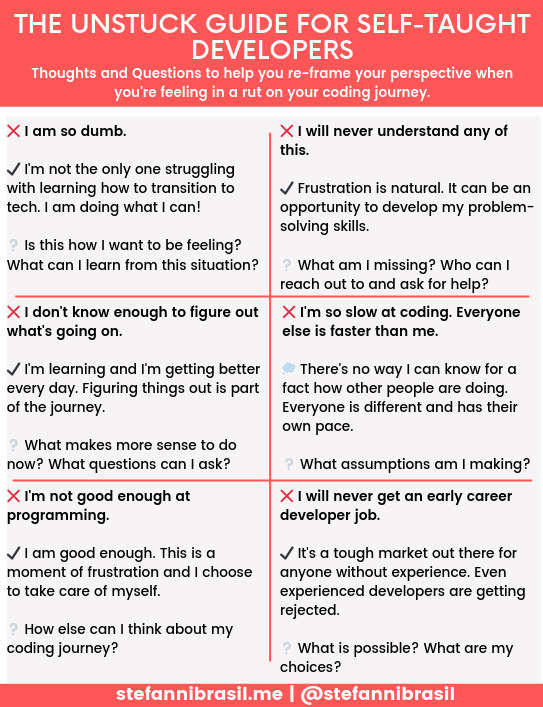 THE UNSTUCK GUIDE FOR SELF-TAUGHT
DEVELOPERS
Thoughts and Questions to help you re-frame your perspective when
you're feeling in a rut on your coding journey.
❌ I am so dumb.
✔ I'm not the only one struggling
with learning how to transition to
tech. I am doing what I can!
❔ Is this how I want to be feeling?
What can I learn from this situation?
❌ I will never understand any of
this.
✔ Frustration is natural. It can be an
opportunity to develop my problem-
solving skills.
❔ What am I missing? Who can I
reach out to and ask for help?
❌ I don't know enough to figure out
what's going on.
✔ I'm learning and I'm getting better
every day. Figuring things out is part
of the journey.
❔ What makes more sense to do
now? What questions can I ask?
❌ I'm so slow at coding. Everyone
else is faster than me.
💭 There's no way I can know for a
fact how other people are doing.
Everyone is different and has their
own pace.
❔ What assumptions am I making?
❌ I'm not good enough at
programming.
✔ I am good enough. This is a
moment of frustration and I choose
to take care of myself.
❔ How else can I think about my
coding journey?
❌ I will never get an early career
developer job.
✔ It's a tough market out there for
anyone without experience. Even
experienced developers are getting
rejected.
❔ What is possible? What are my
choices?
stefannibrasil.me | @stefannibrasil